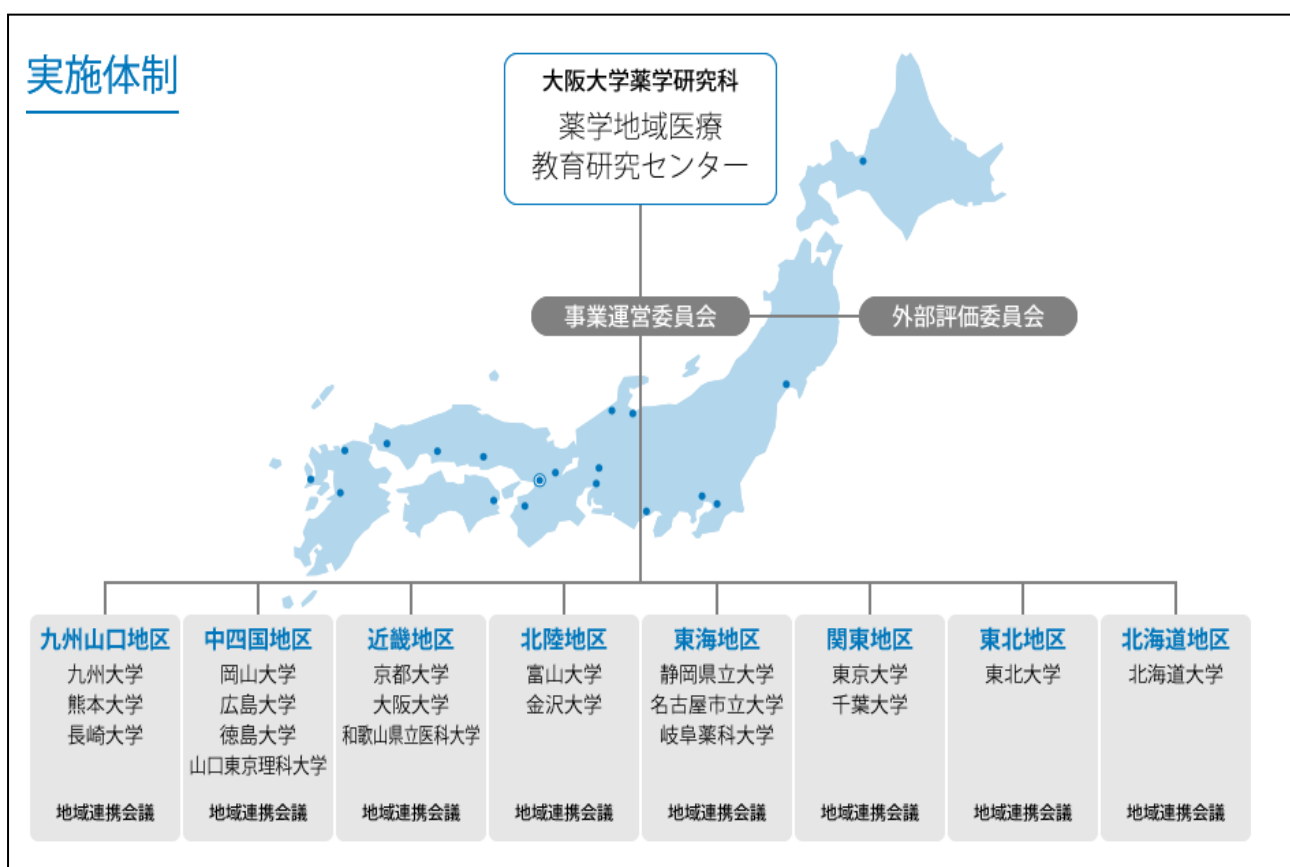 実施体制
大阪大学薬学研究科
薬学地域医療
教育研究センター
事業運営委員会
外部評価委員会
九州山口地区
九州大学
熊本大学
長崎大学
地域連携会議
中四国地区
岡山大学
広島大学
徳島大学
山口東京理科大学
地域連携会議
近畿地区
京都大学
大阪大学
和歌山県立医科大学
地域連携会議
北陸地区
富山大学
金沢大学
地域連携会議
東海地区
静岡県立大学
名古屋市立大学
岐阜薬科大学
地域連携会議
関東地区
東京大学
千葉大学
地域連携会議
東北地区
東北大学
地域連携会議
北海道地区
北海道大学
地域連携会議